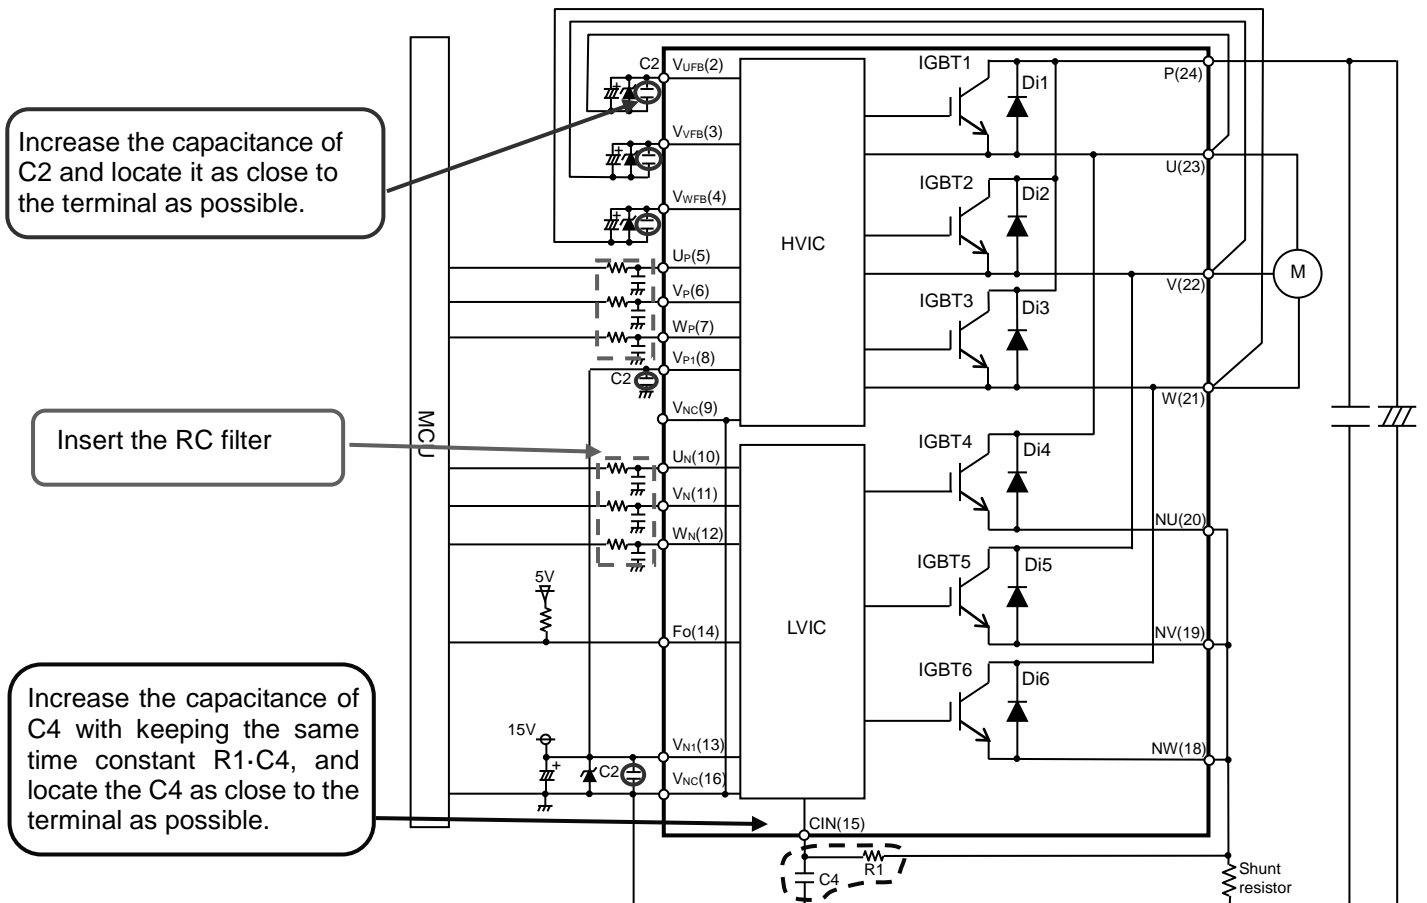 C2
VUFB(2)
IGBT1
P(24)
Di1
Increase the capacitance of
C2 and locate it as close to
the terminal as possible.
VVFB(3)
U(23)
IGBT2
Di2
VWFB(4)
HVIC
UP(5)
M
V(22)
VP(6)
IGBT3
Di3
WP(7)
VP1(8)
C2
W(21)
VNC(9)
MCU
Insert the RC filter
IGBT4
UN(10)
Di4
VN(11)
NU(20)
WN(12)
IGBT5
Di5
5V
LVIC
Fo(14)
NV(19)
IGBT6
Di6
Increase the capacitance of
C4 with keeping the same
time constant R1·C4, and
locate the C4 as close to the
terminal as possible.
15V
VN1(13)
NW(18)
C2
VNC(16)
CIN(15)
R1
C4
Shunt
resistor